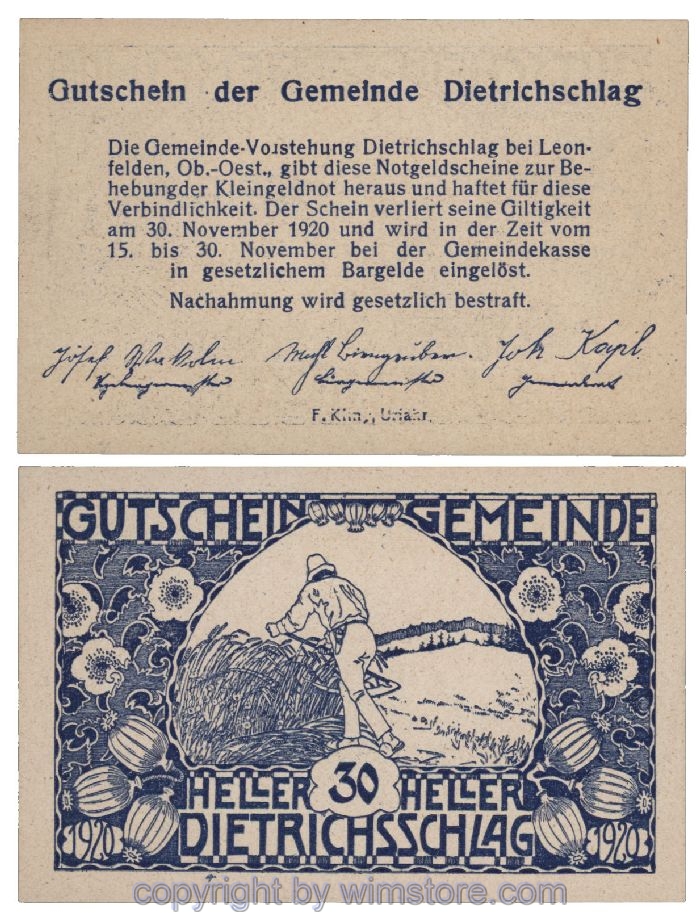 Gutschein der Gemeinde Dietrichschlag
Die Gemeinde-Vorstehung Dietrichschlag bei Leon-
felden, Ob.-Oest., gibt diese Notgeldscheine zur Be-
hebungder Kleingeldnot heraus und haftet für diese
Verbindlichkeit. Der Schein verliert seine Giltigkeit
am 30. November 1920 und wird in der Zeit vom
15. bis 30. November bei der Gemeindekasse
in gesetzlichem Bargelde eingelöst.
Nachahmung wird gesetzlich bestraft.
Josef Joh Kapl
F. Urfahr.
GUTSCHEIN GEMEINDE
HELLER 30 HELLER
1920 DIETRICHSSCHLAG 1920
copyright by wimstore.com